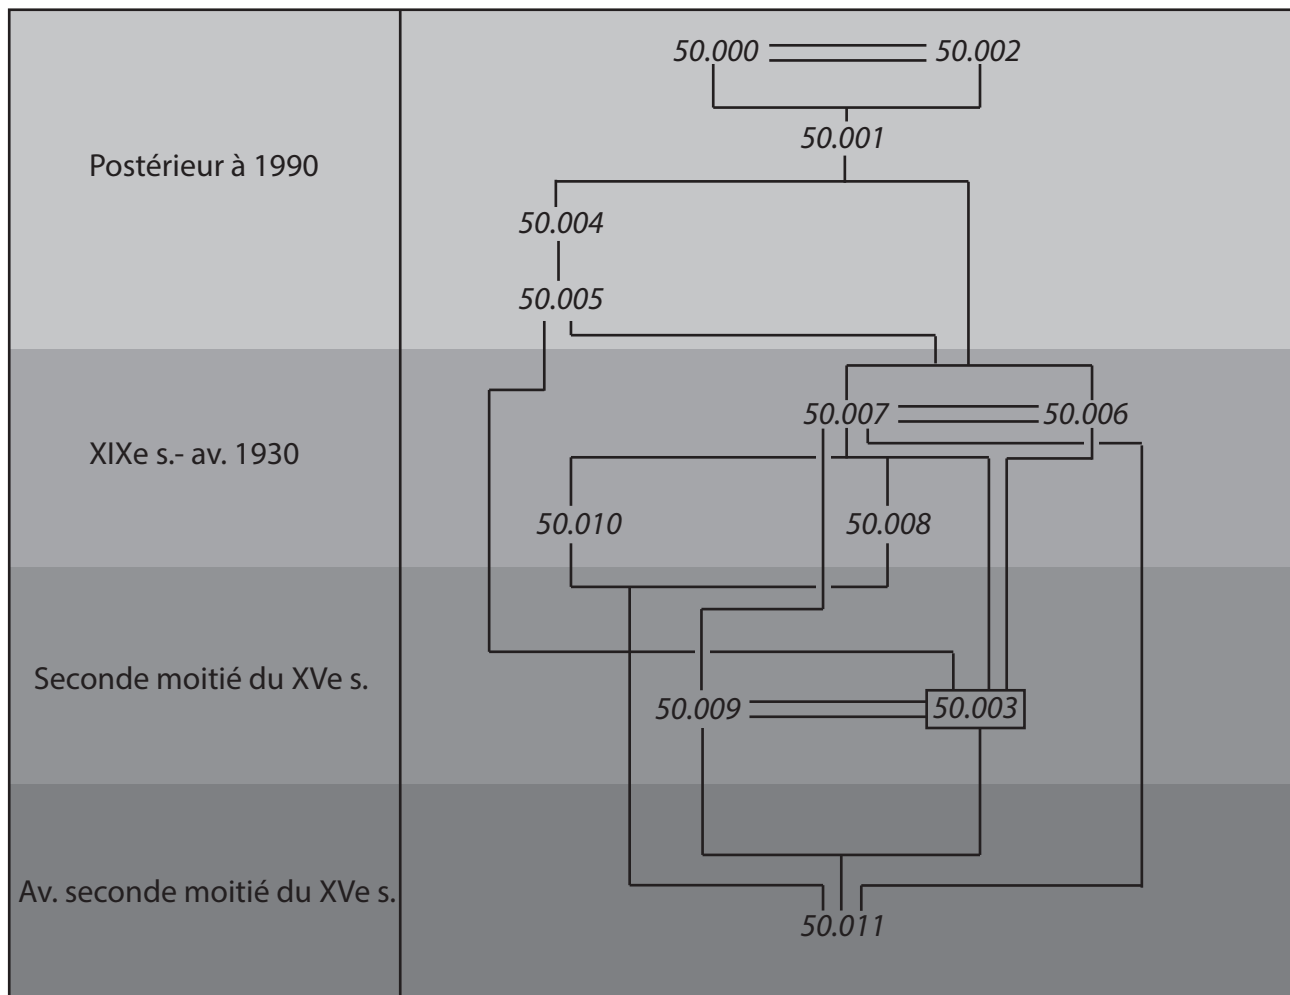 50.000 50.002
50.001
Postérieur à 1990
50.004
50.005
50.007 50.006
XIXe s.- av. 1930
50.010 50.008
Seconde moitié du XVe s.
50.009 50.003
Av. seconde moitié du XVe s.
50.011